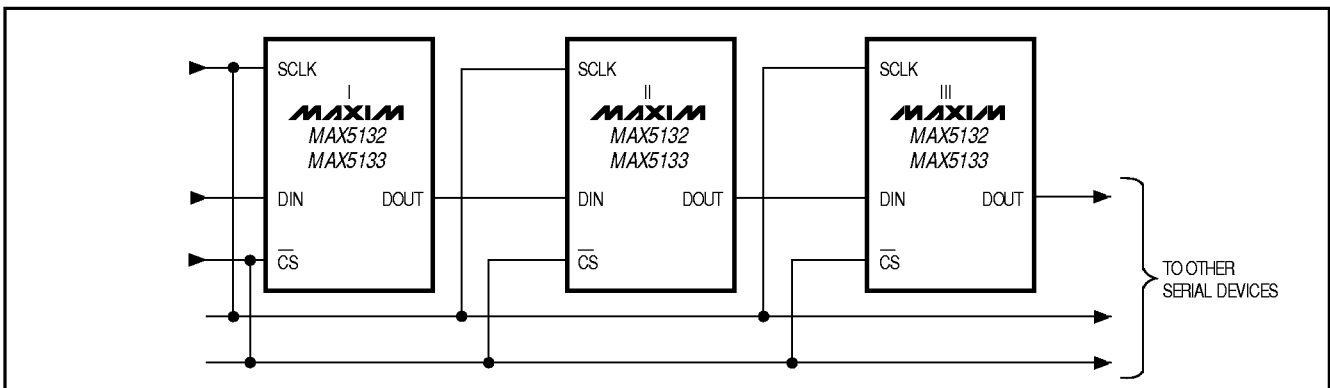 SCLK
I
MAXIM
MAX5132
MAX5133
DIN
DOUT
CS
SCLK
II
MAXIM
MAX5132
MAX5133
DIN
DOUT
CS
SCLK
III
MAXIM
MAX5132
MAX5133
DIN
DOUT
CS
TO OTHER
SERIAL DEVICES